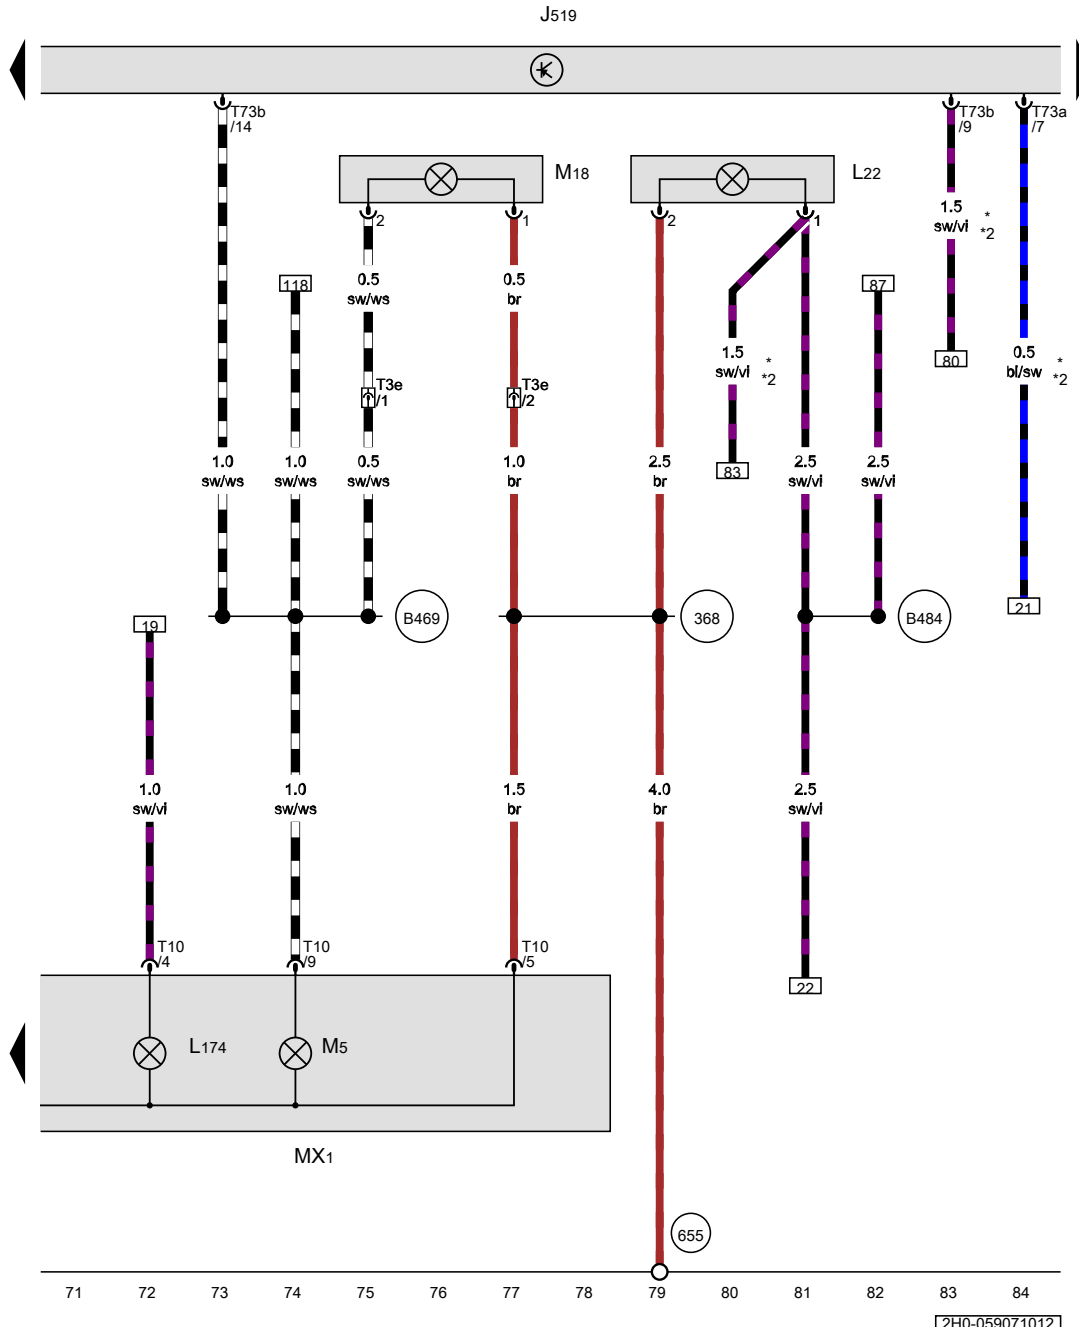 J519
T73b
/14
T73b
/9
T73a
/7
M18
L22
2
1
2
1
118
87
0.5
sw/ws
0.5
br
1.5
sw/vi
*
*2
80
1.5
sw/vi
*
*2
0.5
bl/sw
*
*2
T3e
/1
T3e
/2
83
1.0
sw/ws
1.0
sw/ws
0.5
sw/ws
1.0
br
2.5
br
2.5
sw/vi
2.5
sw/vi
21
19
B469
368
B484
1.0
sw/vi
1.0
sw/ws
1.5
br
4.0
br
2.5
sw/vi
T10
/4
T10
/9
T10
/5
22
L174
M5
MX1
655
71 72 73 74 75 76 77 78 79 80 81 82 83 84
2H0-059071012